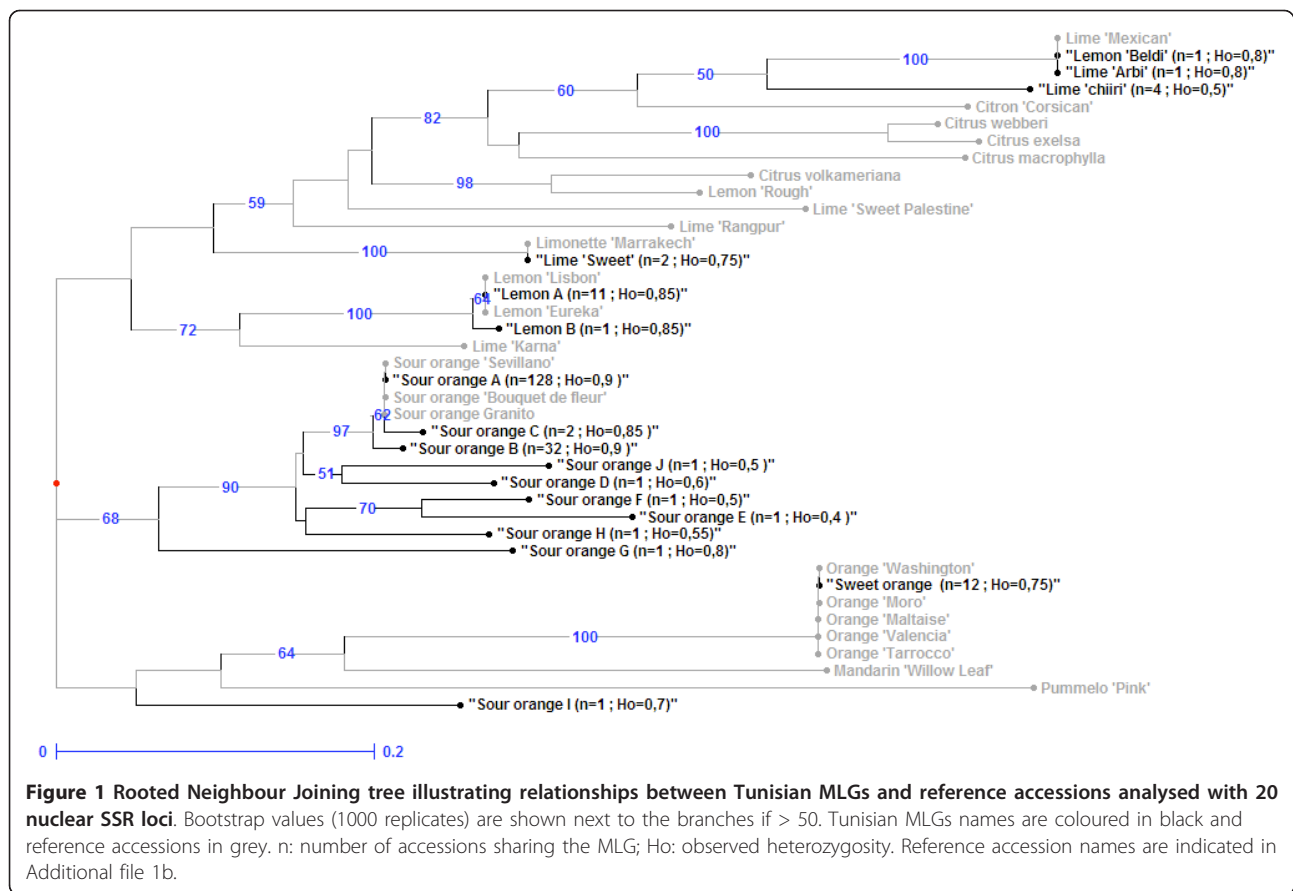 Lime 'Mexican'
100
"Lemon 'Beldi' (n=1 ; Ho=0,8)"
50
"Lime 'Arbi' (n=1 ; Ho=0,8)"
60
"Lime 'chiiri' (n=4 ; Ho=0,5)"
Citron 'Corsican'
82
Citrus webberi
100
Citrus exelsa
Citrus macrophylla
Citrus volkameriana
98
Lemon 'Rough'
59
Lime 'Sweet Palestine'
Lime 'Rangpur'
Limonette 'Marrakech'
100
"Lime 'Sweet' (n=2 ; Ho=0,75)"
Lemon 'Lisbon'
64
"Lemon A (n=11 ; Ho=0,85)"
100
Lemon 'Eureka'
72
"Lemon B (n=1 ; Ho=0,85)"
Lime 'Karna'
Sour orange 'Sevillano'
"Sour orange A (n=128 ; Ho=0,9 )"
Sour orange 'Bouquet de fleur'
62
Sour orange Granito
97
"Sour orange C (n=2 ; Ho=0,85 )"
"Sour orange B (n=32 ; Ho=0,9 )"
51
"Sour orange J (n=1 ; Ho=0,5 )"
90
"Sour orange D (n=1 ; Ho=0,6)"
70
"Sour orange F (n=1 ; Ho=0,5)"
68
"Sour orange E (n=1 ; Ho=0,4 )"
"Sour orange H (n=1 ; Ho=0,55)"
"Sour orange G (n=1 ; Ho=0,8)"
Orange 'Washington'
"Sweet orange  (n=12 ; Ho=0,75)"
Orange 'Moro'
Orange 'Maltaise'
100
Orange 'Valencia'
64
Orange 'Tarrocco'
Mandarin 'Willow Leaf'
Pummelo 'Pink'
"Sour orange I (n=1 ; Ho=0,7)"
0 0.2
Figure 1 Rooted Neighbour Joining tree illustrating relationships between Tunisian MLGs and reference accessions analysed with 20
nuclear SSR loci. Bootstrap values (1000 replicates) are shown next to the branches if > 50. Tunisian MLGs names are coloured in black and
reference accessions in grey. n: number of accessions sharing the MLG; Ho: observed heterozygosity. Reference accession names are indicated in
Additional file 1b.